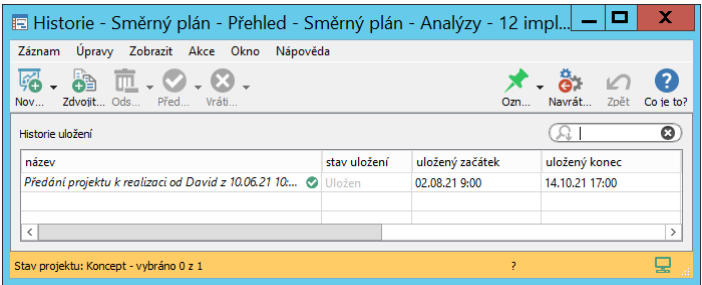 Historie - Směrný plán - Přehled - Směrný plán - Analýzy - 12 impl...
Záznam Úpravy Zobrazit Akce Okno Nápověda
Nov... Zdvojit... Ods... Před... Vráti... Ozn... Navrát... Zpět Co je to?
Historie uložení
název stav uložení uložený začátek uložený konec
Předání projektu k realizaci od David z 10.06.21 10:... Uložen 02.08.21 9:00 14.10.21 17:00
Stav projektu: Koncept - vybráno 0 z 1 ?